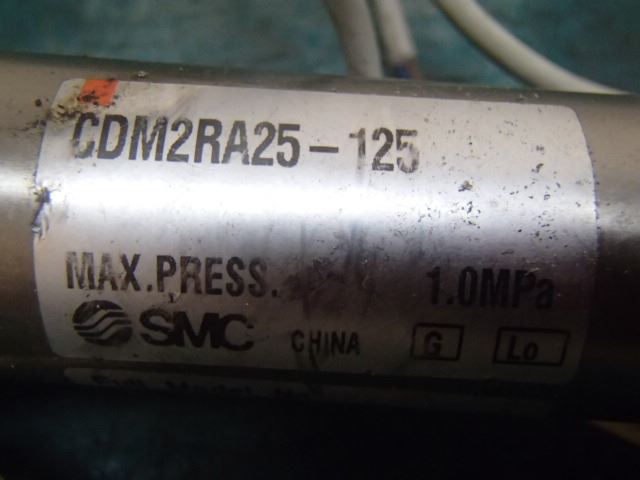 CDM2RA25-125
MAX.PRESS. 1.0MPa
SMC CHINA G Lo